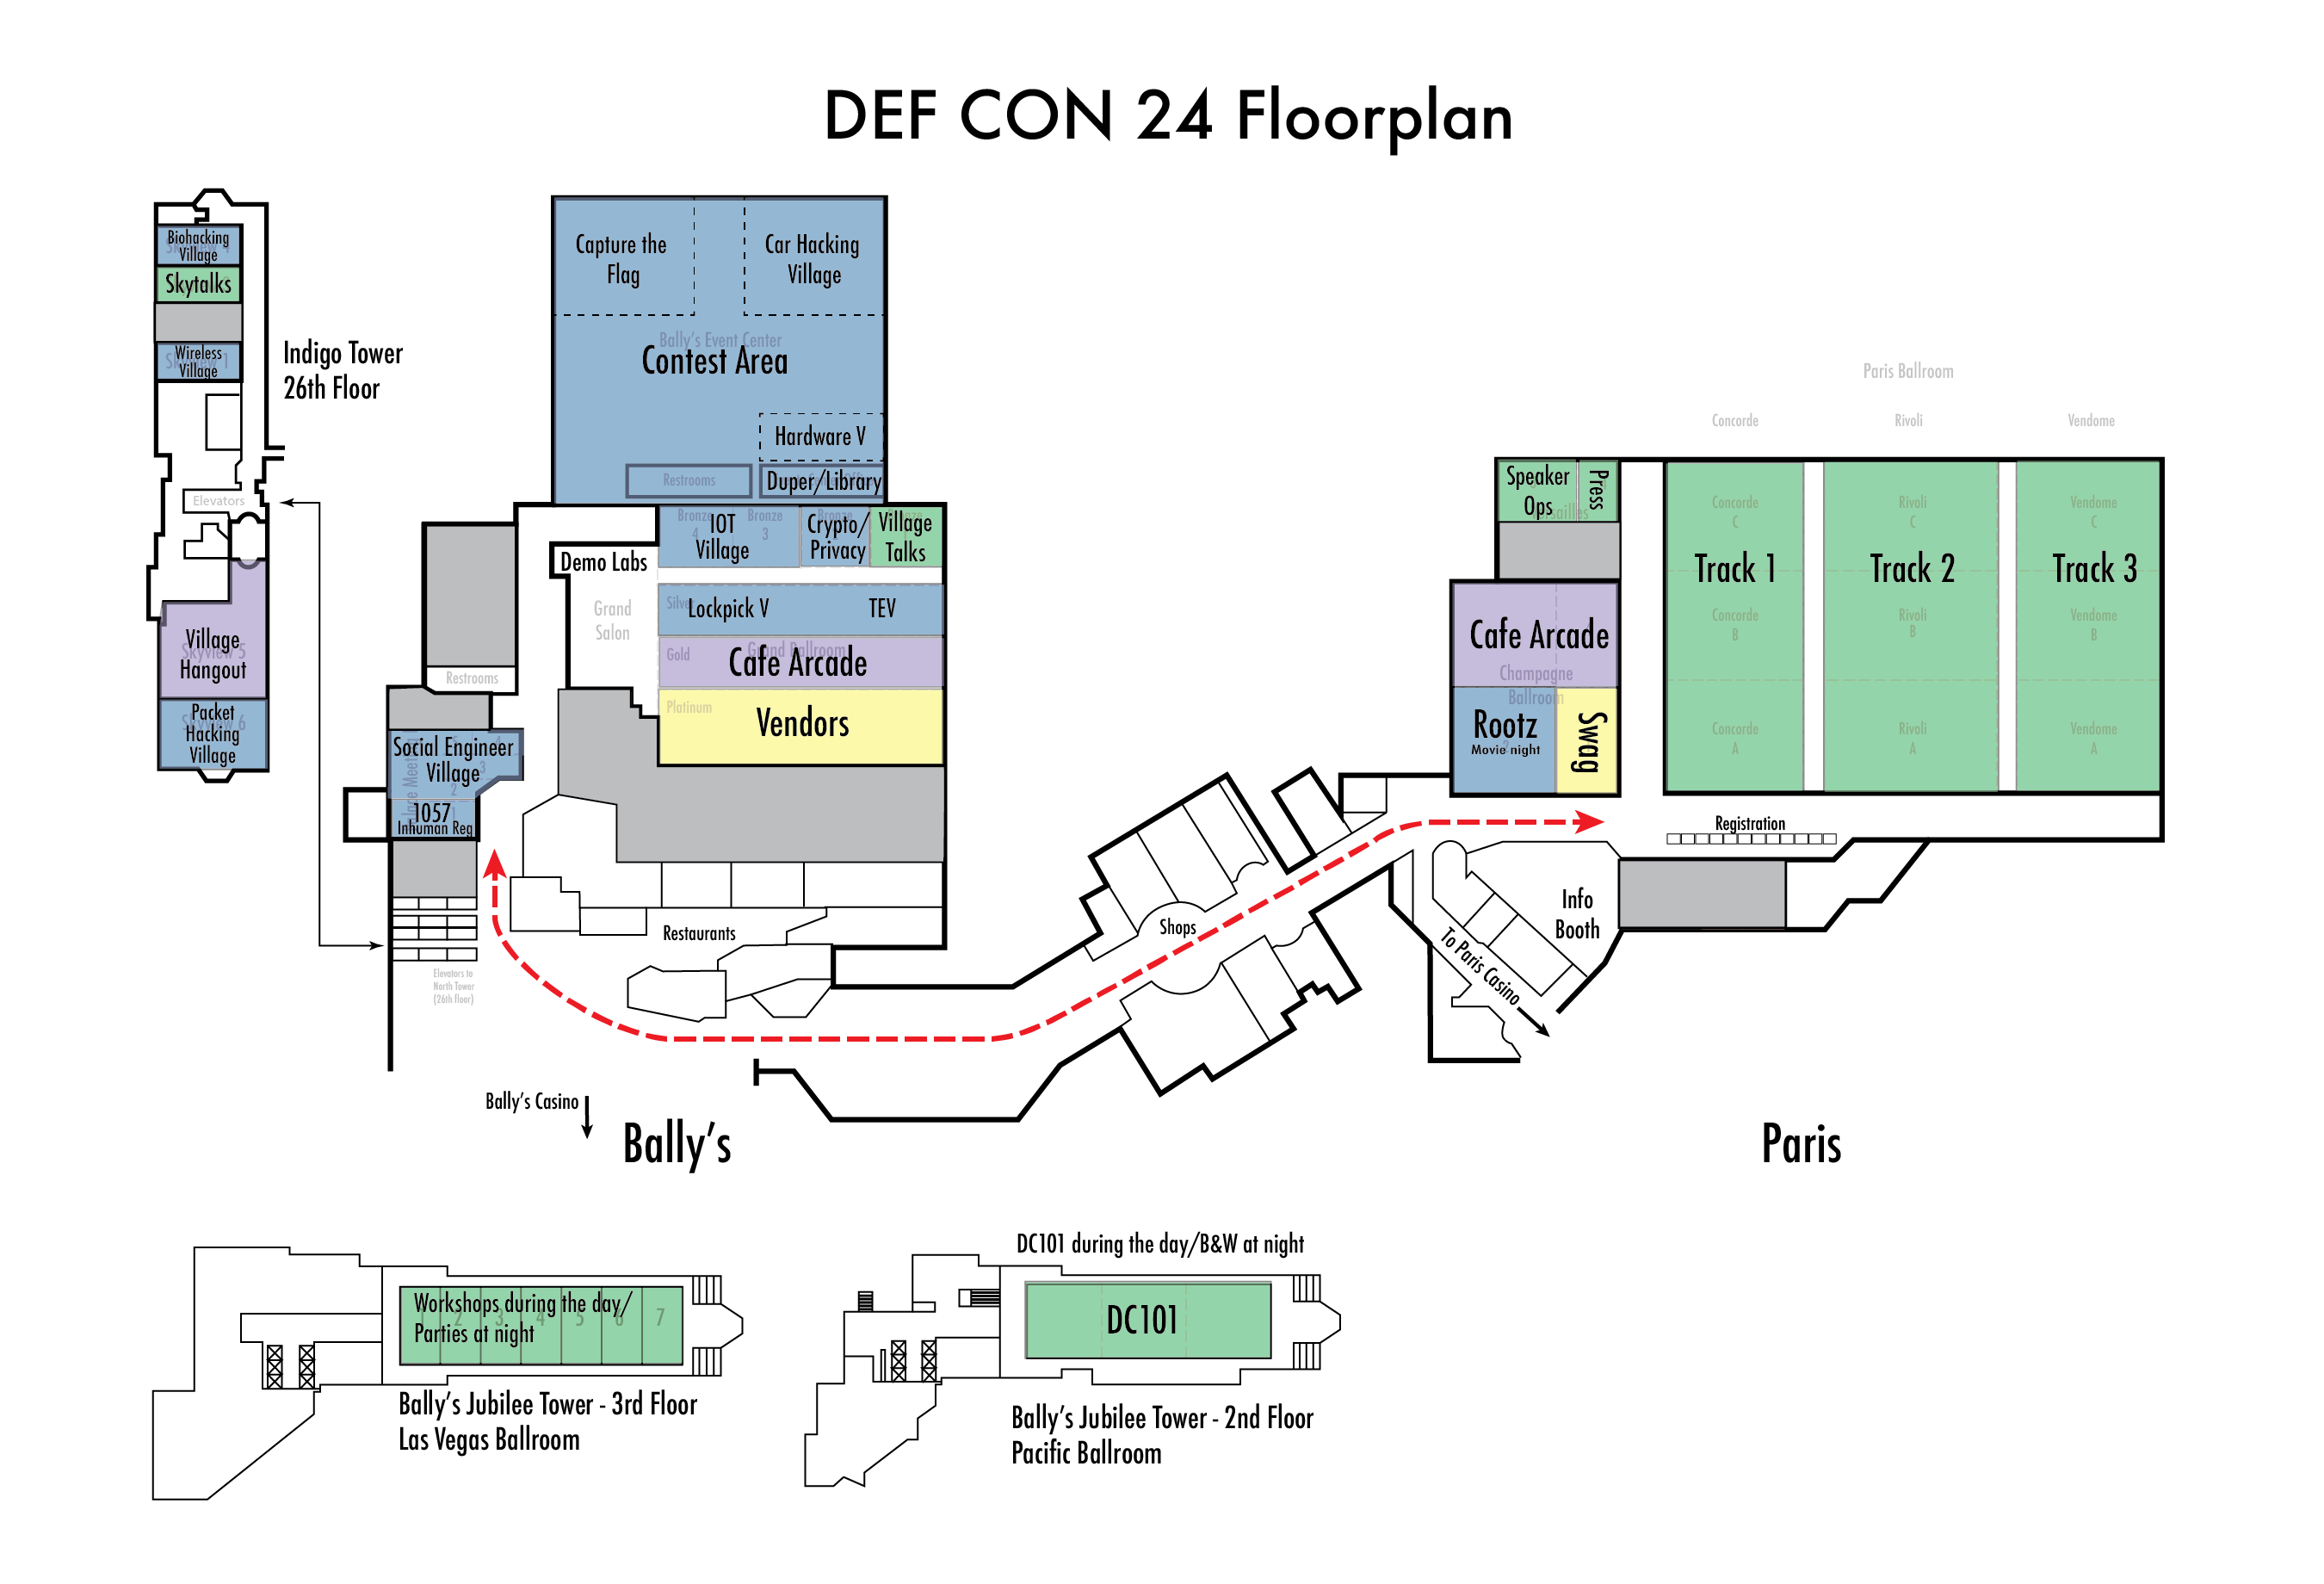 DEF CON 24 Floorplan
Biohacking
Village
Skytalks
Wireless
Village
Indigo Tower
26th Floor
Elevators
Village
Hangout
Skyview 5
Packet
Hacking
Village
Skyview 6
Capture the
Flag
Car Hacking
Village
Bally's Event Center
Contest Area
Hardware V
Restrooms
Duper/Library
Bronze
4
IOT
Village
Bronze
3
Crypto/
Privacy
Bronze
Village
Talks
Demo Labs
Grand
Salon
Silver
Lockpick V
TEV
Gold
Grand Ballroom
Cafe Arcade
Platinum
Vendors
Restrooms
Social Engineer
Village
3
2
1057
Inhuman Reg
Elevators to
North Tower
(26th floor)
Restaurants
Shops
Bally's Casino
Bally's
Paris Ballroom
Concorde
Rivoli
Vendome
Speaker
Ops
Press
Cafe Arcade
Champagne
Ballroom
Rootz
Movie night
Swag
Concorde
C
Rivoli
C
Vendome
C
Track 1
Track 2
Track 3
Concorde
B
Rivoli
B
Vendome
B
Concorde
A
Rivoli
A
Vendome
A
Registration
Info
Booth
To Paris Casino
Paris
Workshops during the day/
Parties at night
2
3
4
5
6
7
Bally's Jubilee Tower - 3rd Floor
Las Vegas Ballroom
DC101 during the day/B&W at night
DC101
Bally's Jubilee Tower - 2nd Floor
Pacific Ballroom